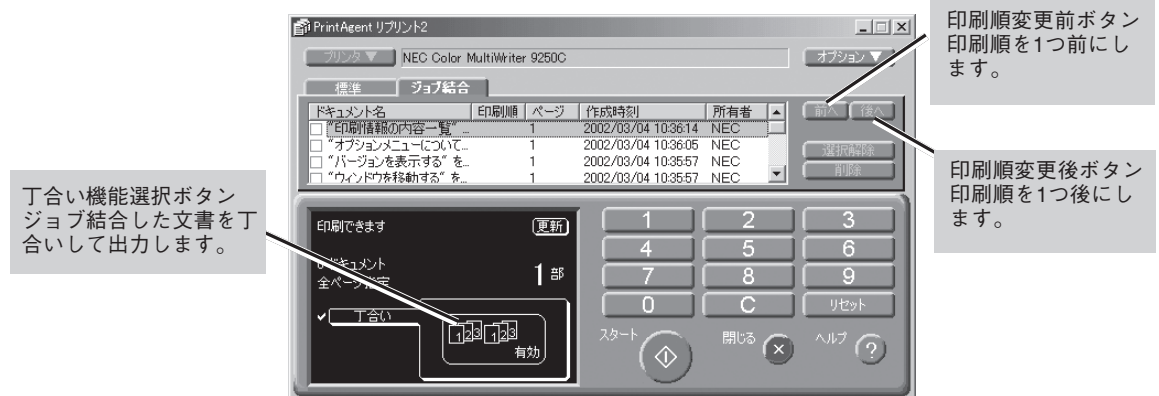 PrintAgent リプリント2
プリンタ▼ NEC Color MultiWriter 9250C オプション▼
標準 ジョブ結合
ドキュメント名 印刷順 ページ 作成時刻 所有者
"印刷情報の内容一覧" ... 1 2002/03/04 10:36:14 NEC
"オプションメニューについて... 1 2002/03/04 10:36:05 NEC
"バージョンを表示する" を... 1 2002/03/04 10:35:57 NEC
"ウィンドウを移動する" を... 1 2002/03/04 10:35:57 NEC
前へ 後へ
選択解除
削除
印刷順変更前ボタン
印刷順を1つ前にし
ます。
印刷順変更後ボタン
印刷順を1つ後にし
ます。
丁合い機能選択ボタン
ジョブ結合した文書を丁
合いして出力します。
印刷できます 更新
ドキュメント
全ページ指定
1 部
丁合い
1 2 3 1 2 3
有効
1 2 3
4 5 6
7 8 9
0 C リセット
スタート 閉じる ヘルプ